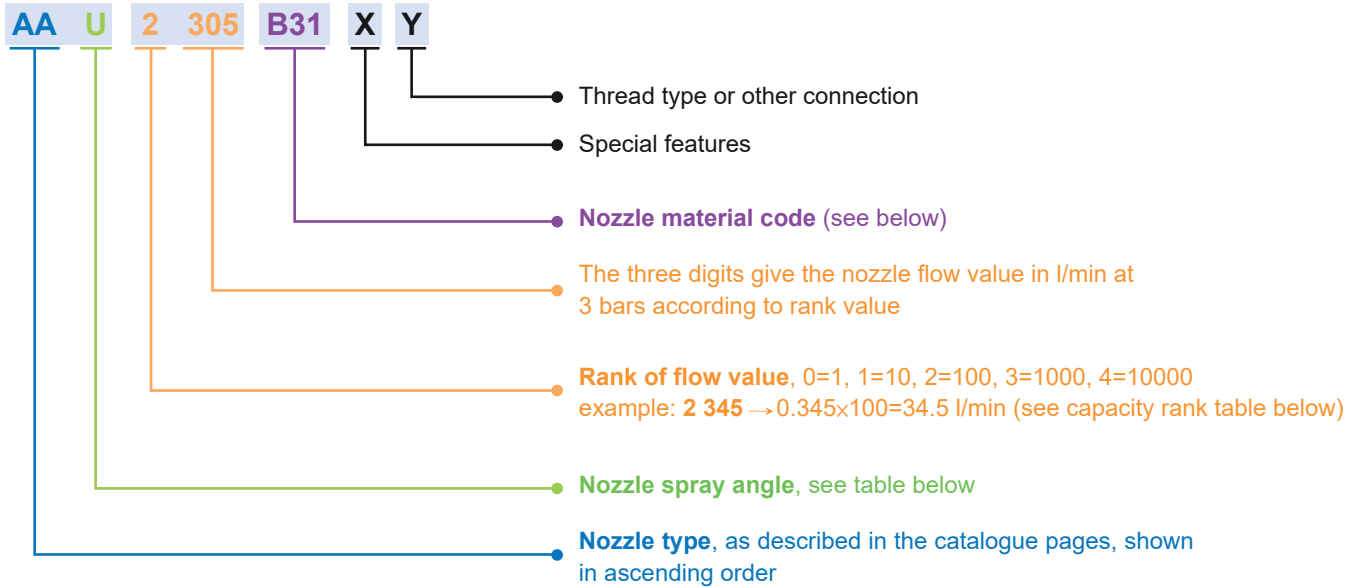 AA U 2 305 B31 X Y
Thread type or other connection
Special features
Nozzle material code (see below)
The three digits give the nozzle flow value in l/min at
3 bars according to rank value
Rank of flow value, 0=1, 1=10, 2=100, 3=1000, 4=10000
example: 2 345 →0.345×100=34.5 l/min (see capacity rank table below)
Nozzle spray angle, see table below
Nozzle type, as described in the catalogue pages, shown
in ascending order